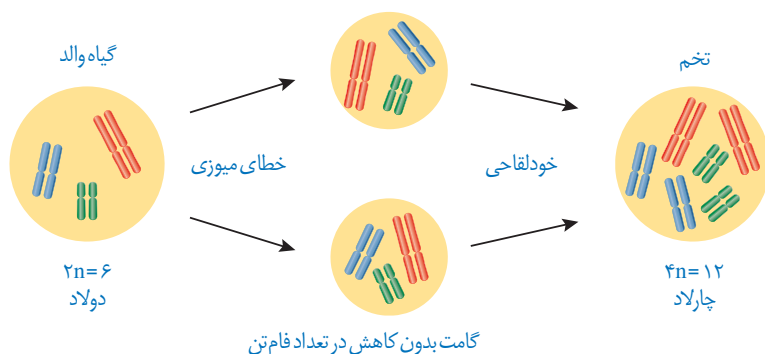 گیاه والد
تخم
خطای میوزی
خودلقاحی
۲n= ۶
دولاد
۴n= ۱۲
چارلاد
گامت بدون کاهش در تعداد فام‌تن